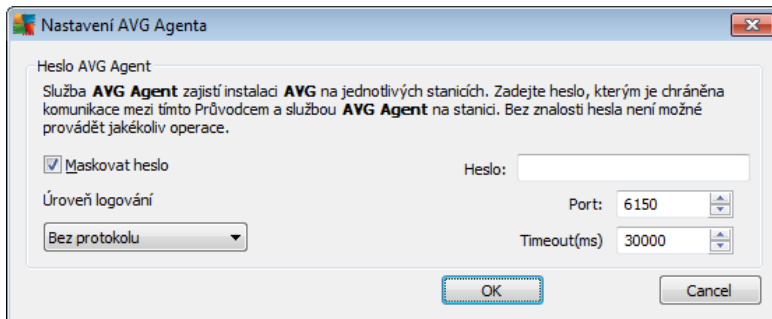 Nastavení AVG Agenta
Heslo AVG Agent
Služba AVG Agent zajistí instalaci AVG na jednotlivých stanicích. Zadejte heslo, kterým je chráněna
komunikace mezi tímto Průvodcem a službou AVG Agent na stanici. Bez znalosti hesla není možné
provádět jakékoliv operace.
Maskovat heslo
Heslo:
Úroveň logování
Port: 6150
Bez protokolu
Timeout(ms) 30000
OK
Cancel